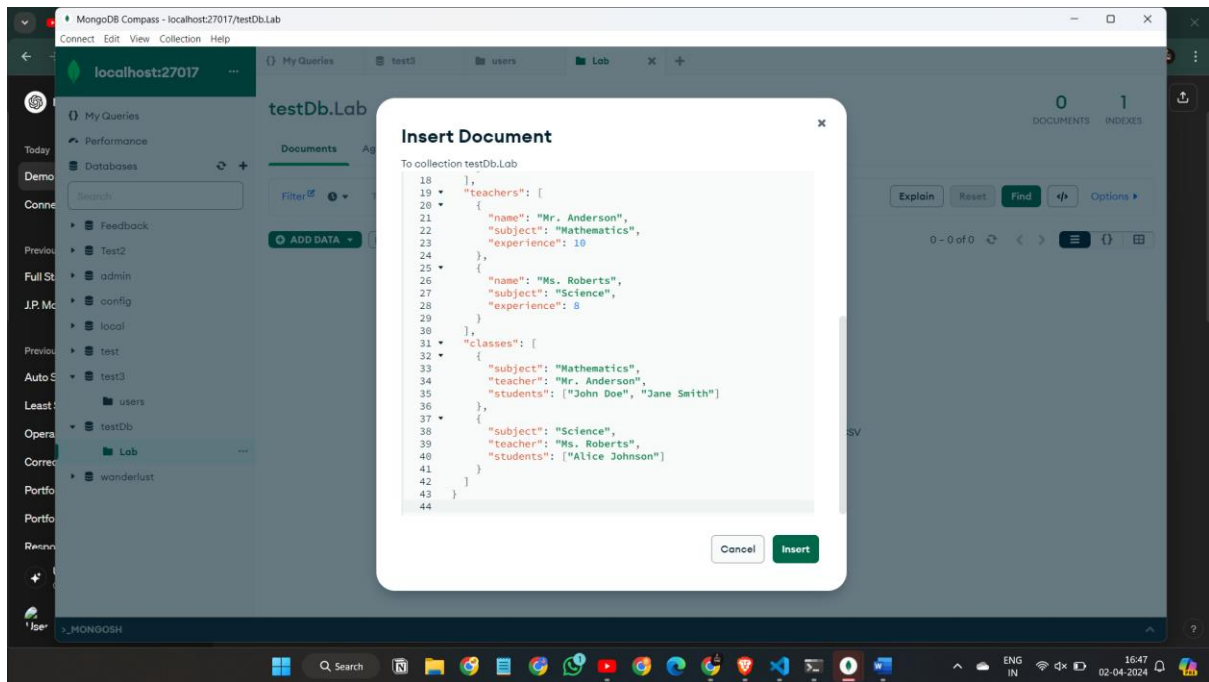 MongoDB Compass - localhost:27017/testDb.Lab
Connect Edit View Collection Help
localhost:27017 ...
{} My Queries
Performance
Databases
Search
Feedback
Test2
admin
config
local
test
test3
users
testDb
Lab ...
wanderlust
>_MONGOSH
{} My Queries test3 users Lab
testDb.Lab
0 DOCUMENTS
1 INDEXES
Documents
Filter
Explain Reset Find </> Options
ADD DATA
0 - 0 of 0
Insert Document
To collection testDb.Lab
18 ],
19 "teachers": [
20 {
21 "name": "Mr. Anderson",
22 "subject": "Mathematics",
23 "experience": 10
24 },
25 {
26 "name": "Ms. Roberts",
27 "subject": "Science",
28 "experience": 8
29 }
30 ],
31 "classes": [
32 {
33 "subject": "Mathematics",
34 "teacher": "Mr. Anderson",
35 "students": ["John Doe", "Jane Smith"]
36 },
37 {
38 "subject": "Science",
39 "teacher": "Ms. Roberts",
40 "students": ["Alice Johnson"]
41 }
42 ]
43 }
44
Cancel Insert
Today
Demo
Conne
Previou
Full St
J.P. Mo
Previou
Auto S
Least
Opera
Correc
Portfo
Portfo
Search
ENG
IN
16:47
02-04-2024